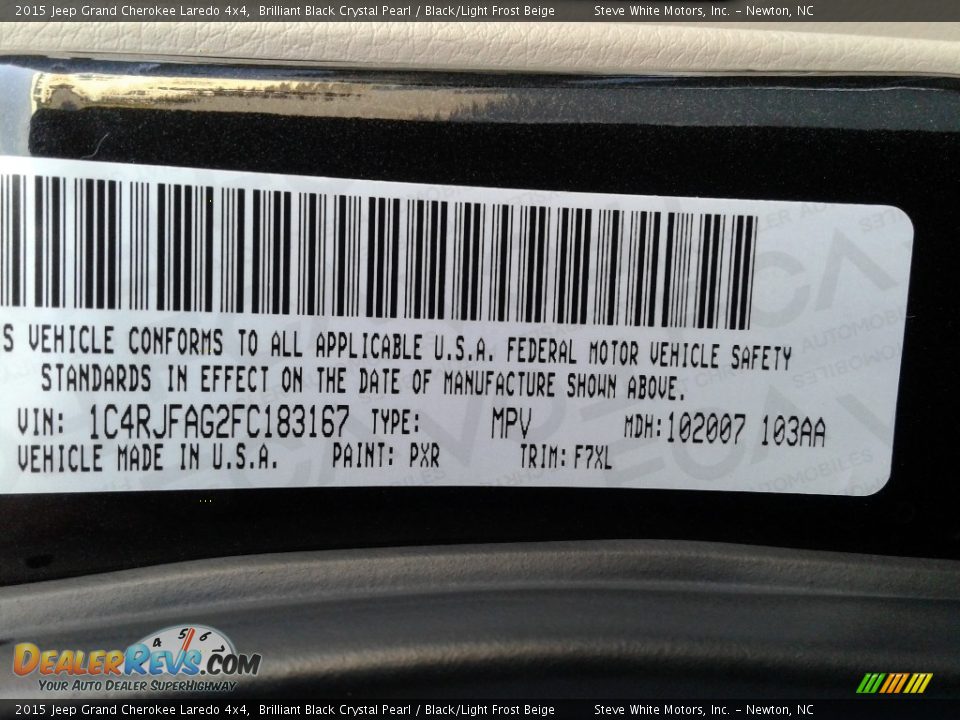 2015 Jeep Grand Cherokee Laredo 4x4, Brilliant Black Crystal Pearl / Black/Light Frost Beige Steve White Motors, Inc. – Newton, NC
S VEHICLE CONFORMS TO ALL APPLICABLE U.S.A. FEDERAL MOTOR VEHICLE SAFETY
STANDARDS IN EFFECT ON THE DATE OF MANUFACTURE SHOWN ABOVE.
VIN: 1C4RJFAG2FC183167 TYPE: MPV MDH:102007 103AA
VEHICLE MADE IN U.S.A. PAINT: PXR TRIM: F7XL
4 5 6
DealerRevs.com
Your Auto Dealer SuperHighway
2015 Jeep Grand Cherokee Laredo 4x4, Brilliant Black Crystal Pearl / Black/Light Frost Beige Steve White Motors, Inc. – Newton, NC